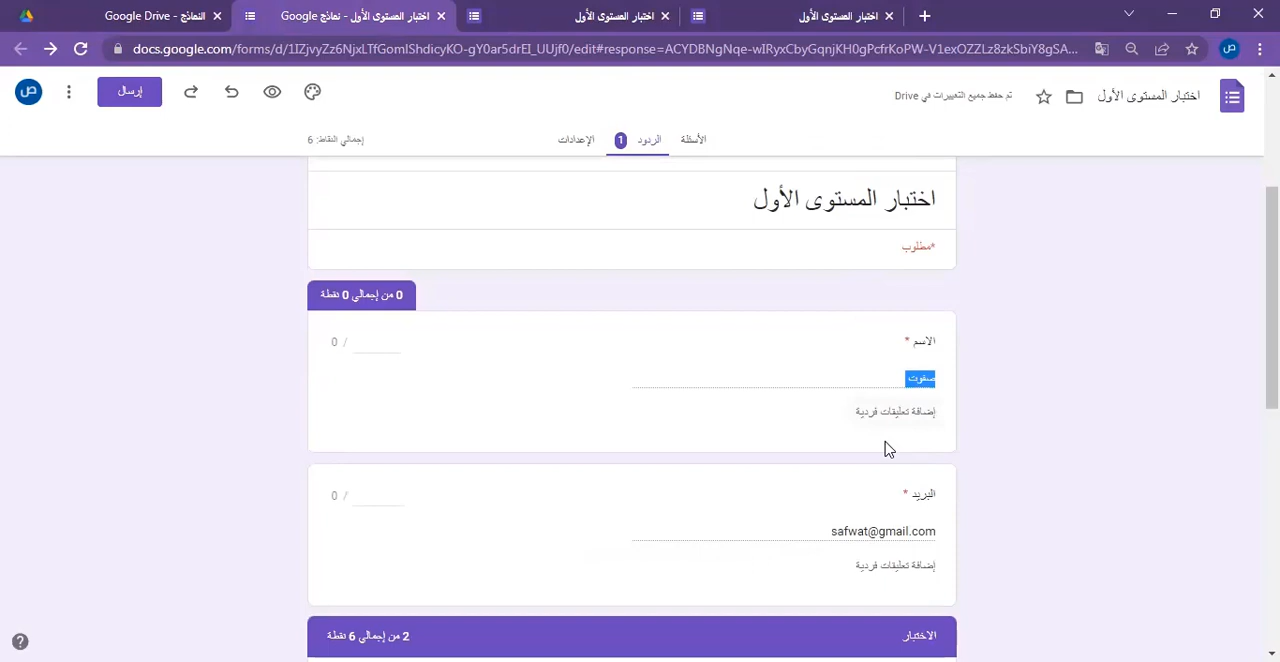 النماذج - Google Drive
اختبار المستوى الأول - نماذج Google
اختبار المستوى الأول
اختبار المستوى الأول
docs.google.com/forms/d/1IZjvyZz6NjxLTfGomIShdicyKO-gY0ar5drEI_UUjf0/edit#response=ACYDBNgNqe-wIRyxCbyGqnjKH0gPcfrKoPW-V1exOZZLz8zkSbiY8gSA...
ص
ص
إرسال
تم حفظ جميع التغييرات في Drive
اختبار المستوى الأول
الأسئلة
الردود 1
الإعدادات
إجمالي النقاط: 6
اختبار المستوى الأول
*مطلوب
0 من إجمالي 0 نقطة
الاسم *
0 /
صفوت
إضافة تعليقات فردية
البريد *
0 /
safwat@gmail.com
إضافة تعليقات فردية
الاختبار
2 من إجمالي 6 نقطة